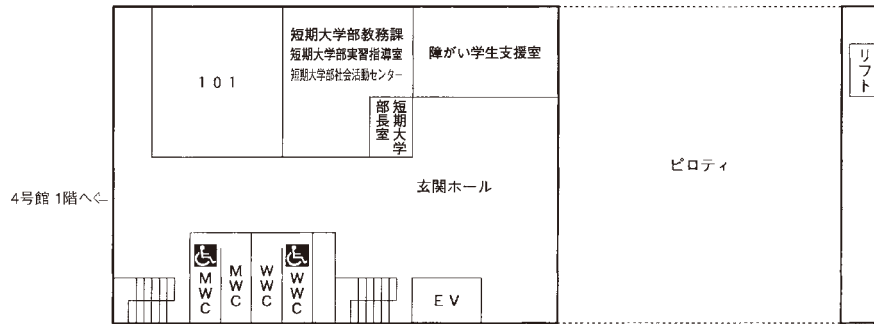 短期大学部教務課
短期大学部実習指導室
短期大学部社会活動センター
障がい学生支援室
101
リフト
短期大学
部長室
ピロティ
玄関ホール
4号館 1階へ←
MWC
MWC
WWC
WWC
EV